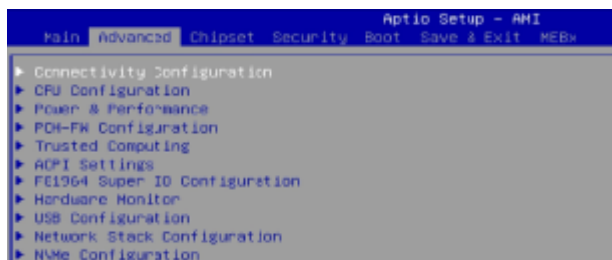 Aptio Setup - AMI
Main Advanced Chipset Security Boot Save & Exit MEBx
▶ Connectivity Configuration
▶ CPU Configuration
▶ Power & Performance
▶ PCH-FW Configuration
▶ Trusted Computing
▶ ACPI Settings
▶ Super IO Configuration
▶ Hardware Monitor
▶ USB Configuration
▶ Network Stack Configuration
▶ NVMe Configuration